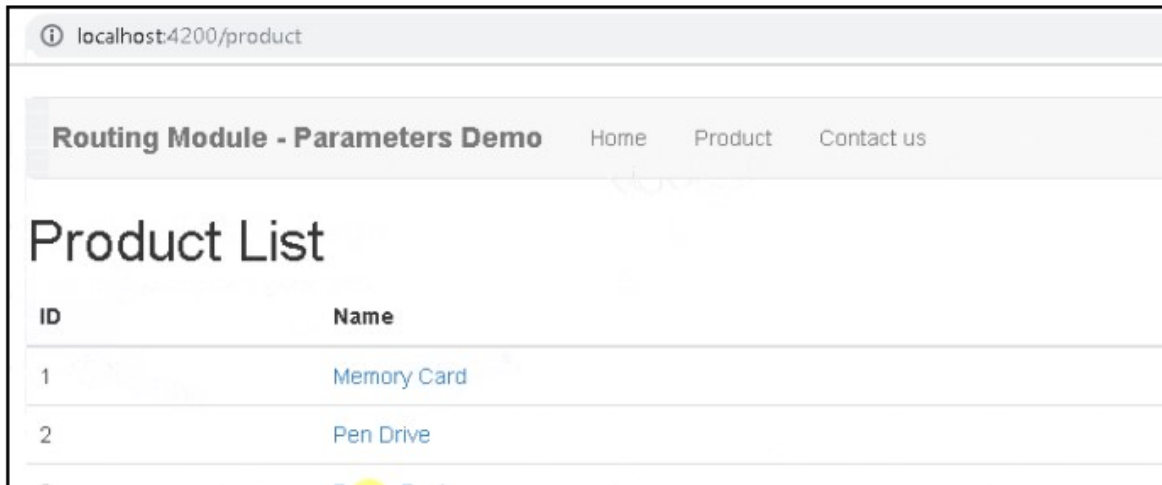 localhost:4200/product
Routing Module - Parameters Demo Home Product Contact us
Product List
ID Name
1 Memory Card
2 Pen Drive